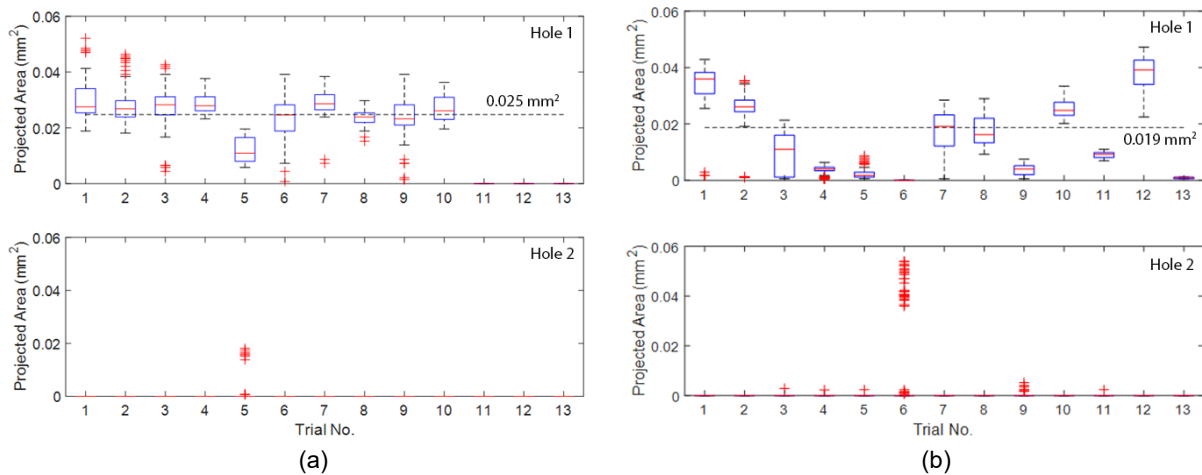 0.06
0.04
0.02
0
Projected Area (mm²)
Hole 1
0.025 mm²
1 2 3 4 5 6 7 8 9 10 11 12 13
0.06
0.04
0.02
0
Projected Area (mm²)
Hole 2
1 2 3 4 5 6 7 8 9 10 11 12 13
Trial No.
(a)
0.06
0.04
0.02
0
Projected Area (mm²)
Hole 1
0.019 mm²
1 2 3 4 5 6 7 8 9 10 11 12 13
0.06
0.04
0.02
0
Projected Area (mm²)
Hole 2
1 2 3 4 5 6 7 8 9 10 11 12 13
Trial No.
(b)